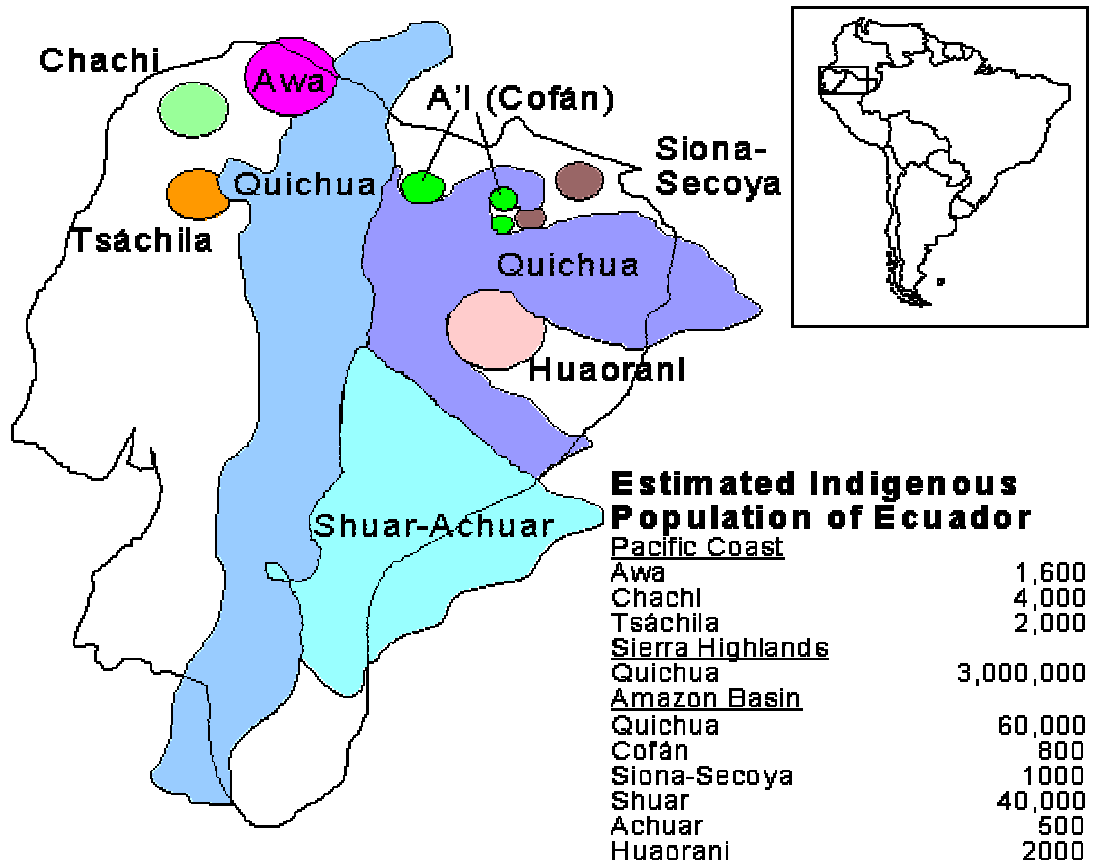 Chachi
Awa
A'I (Cofán)
Siona-
Secoya
Quichua
Tsáchila
Quichua
Huaorani
Shuar-Achuar
Estimated Indigenous
Population of Ecuador
Pacific Coast
Awa 1,600
Chachi 4,000
Tsáchila 2,000
Sierra Highlands
Quichua 3,000,000
Amazon Basin
Quichua 60,000
Cofán 800
Siona-Secoya 1000
Shuar 40,000
Achuar 500
Huaorani 2000